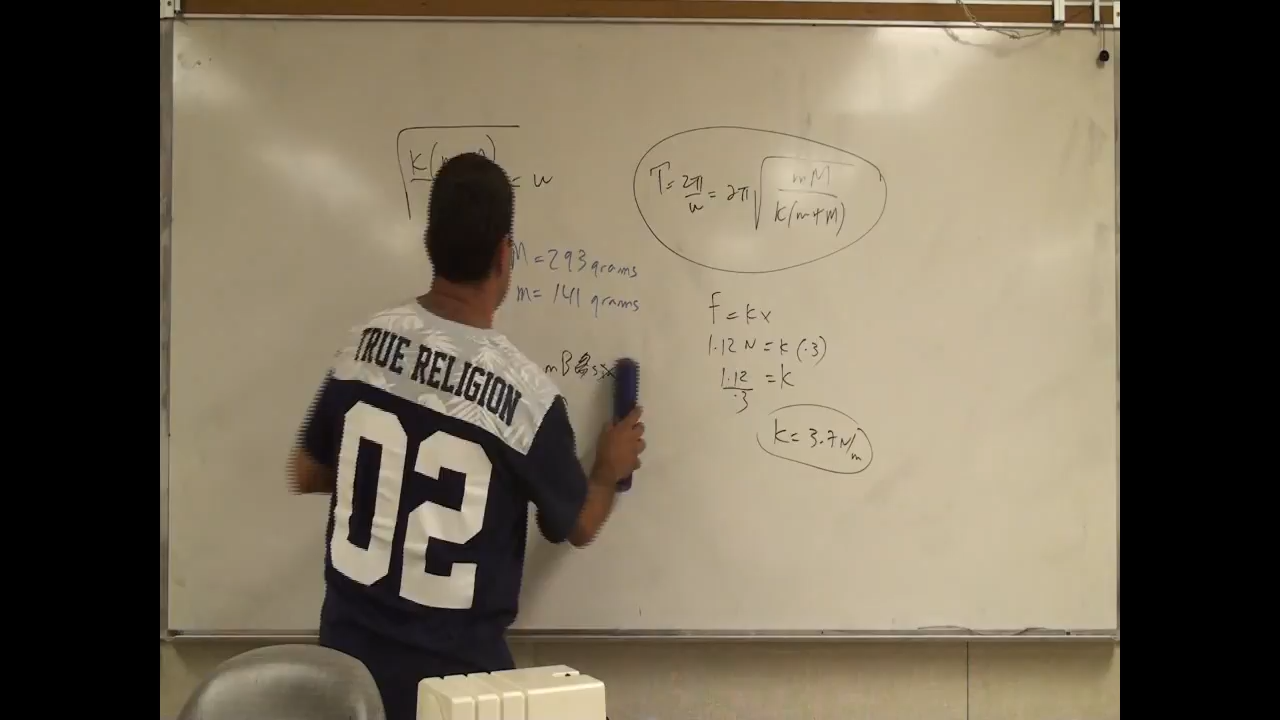 K(
= w
T = 2π/w = 2π√(mM/K(m+M))
M = 293 grams
m = 141 grams
F = Kx
1.12 N = K (.3)
1.12/.3 = K
K = 3.7 N/m
TRUE RELIGION
02